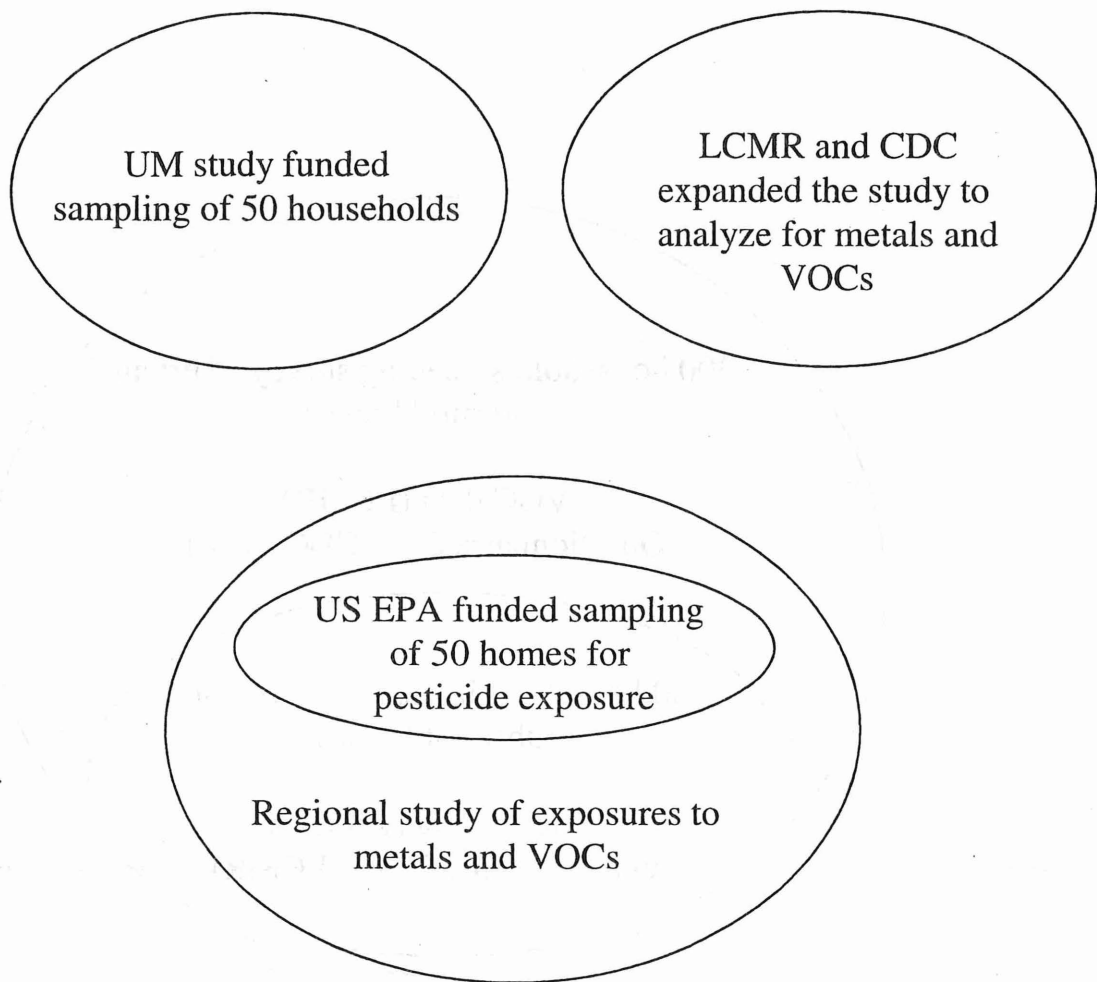 UM study funded
sampling of 50 households
LCMR and CDC
expanded the study to
analyze for metals and
VOCs
US EPA funded sampling
of 50 homes for
pesticide exposure
Regional study of exposures to
metals and VOCs